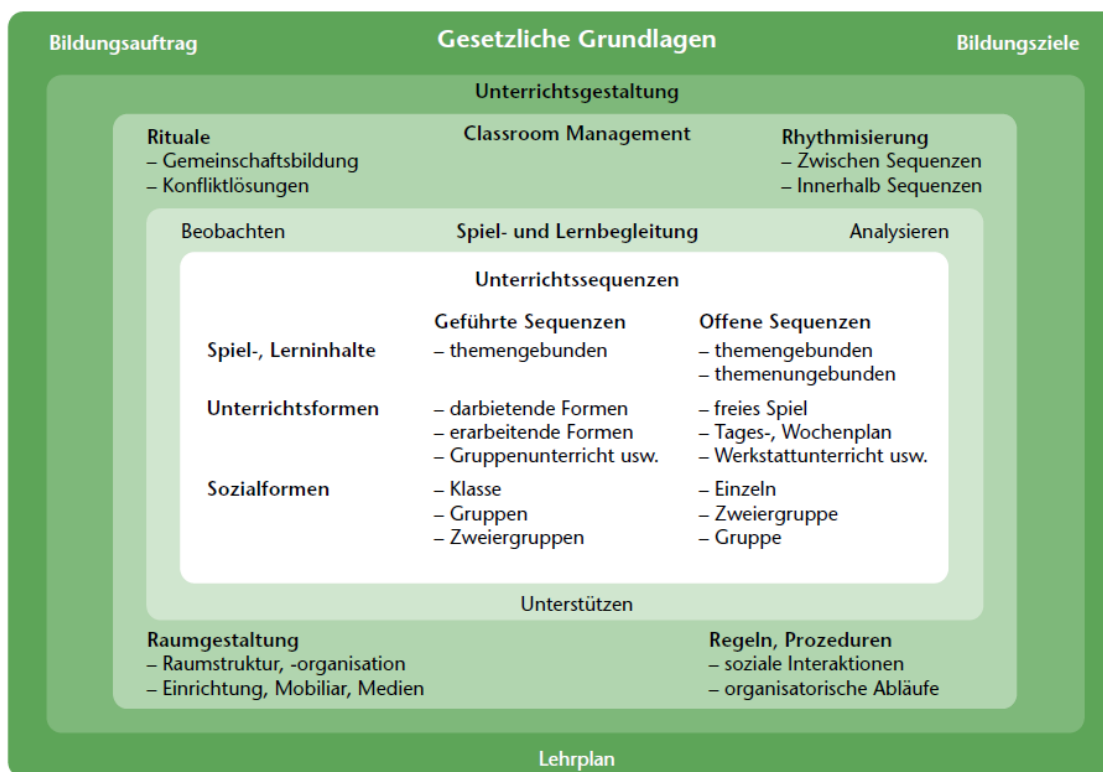 Bildungsauftrag Gesetzliche Grundlagen Bildungsziele
Unterrichtsgestaltung
Rituale Classroom Management Rhythmisierung
– Gemeinschaftsbildung – Zwischen Sequenzen
– Konfliktlösungen – Innerhalb Sequenzen
Beobachten Spiel- und Lernbegleitung Analysieren
Unterrichtssequenzen
Geführte Sequenzen Offene Sequenzen
Spiel-, Lerninhalte – themengebunden – themengebunden
– themenungebunden
Unterrichtsformen – darbietende Formen – freies Spiel
– erarbeitende Formen – Tages-, Wochenplan
– Gruppenunterricht usw. – Werkstattunterricht usw.
Sozialformen – Klasse – Einzeln
– Gruppen – Zweiergruppe
– Zweiergruppen – Gruppe
Unterstützen
Raumgestaltung Regeln, Prozeduren
– Raumstruktur, -organisation – soziale Interaktionen
– Einrichtung, Mobiliar, Medien – organisatorische Abläufe
Lehrplan